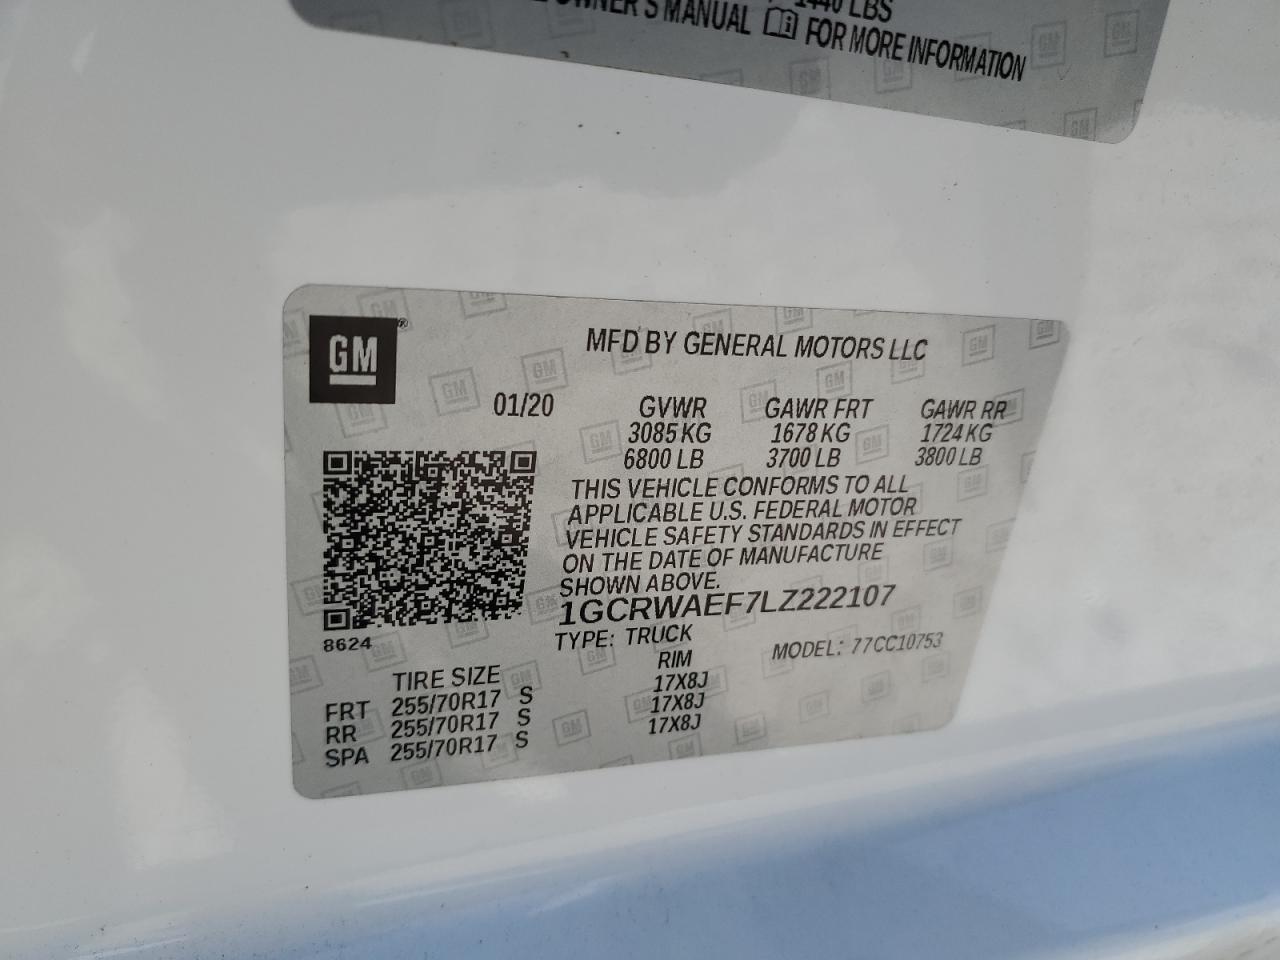 1440 LBS
OWNER'S MANUAL FOR MORE INFORMATION
GM®
MFD BY GENERAL MOTORS LLC
01/20 GVWR GAWR FRT GAWR RR
3085 KG 1678 KG 1724 KG
6800 LB 3700 LB 3800 LB
THIS VEHICLE CONFORMS TO ALL
APPLICABLE U.S. FEDERAL MOTOR
VEHICLE SAFETY STANDARDS IN EFFECT
ON THE DATE OF MANUFACTURE
SHOWN ABOVE.
1GCRWAEF7LZ222107
8624
TYPE: TRUCK MODEL: 77CC10753
TIRE SIZE RIM
FRT 255/70R17 S 17X8J
RR 255/70R17 S 17X8J
SPA 255/70R17 S 17X8J